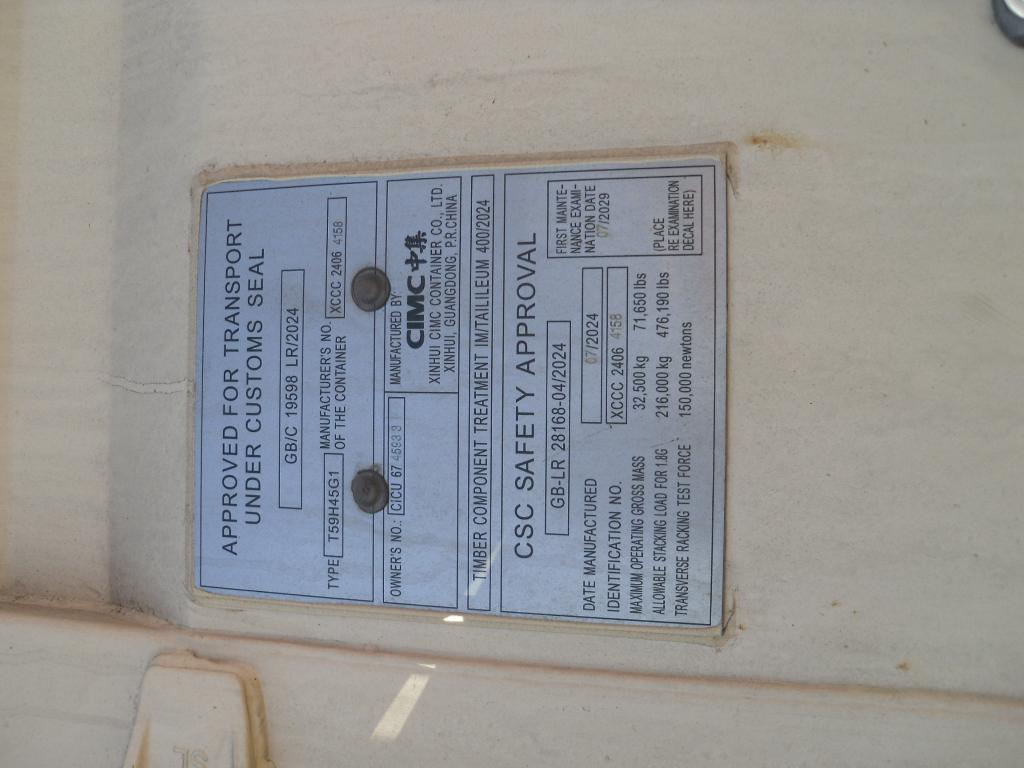 APPROVED FOR TRANSPORT
UNDER CUSTOMS SEAL
GB/C 19598 LR/2024
TYPE T59H45G1 MANUFACTURER'S NO.
OF THE CONTAINER XCCC 2406 4158
OWNER'S NO.: CICU 67
MANUFACTURED BY:
CIMC中集
XINHUI CIMC CONTAINER CO., LTD.
XINHUI, GUANGDONG, P.R.CHINA
TIMBER COMPONENT TREATMENT IM/TAILILEUM 400/2024
CSC SAFETY APPROVAL
GB-LR 28168-04/2024
DATE MANUFACTURED 07/2024
IDENTIFICATION NO. XCCC 2406 4158
MAXIMUM OPERATING GROSS MASS 32,500 kg 71,650 lbs
ALLOWABLE STACKING LOAD FOR 1.8G 216,000 kg 476,190 lbs
TRANSVERSE RACKING TEST FORCE 150,000 newtons
FIRST MAINTE-
NANCE EXAMI-
NATION DATE
07/2029
(PLACE
RE EXAMINATION
DECAL HERE)